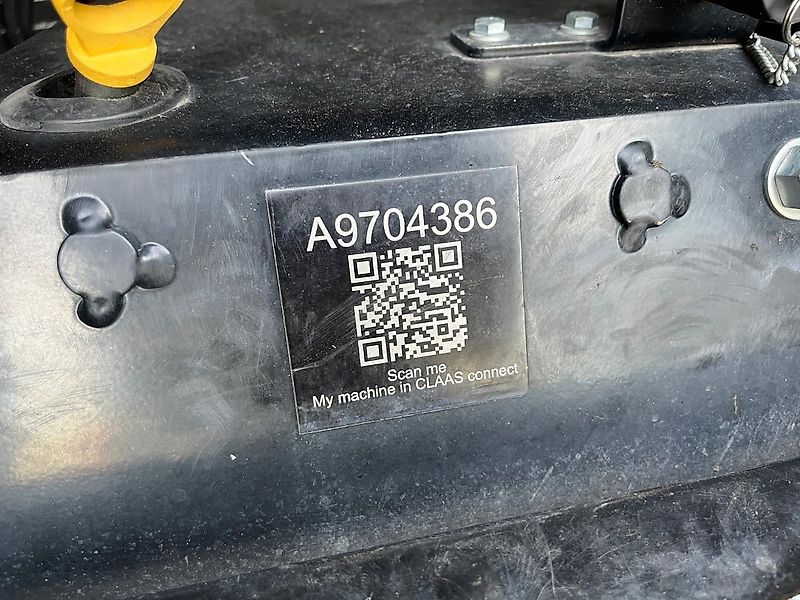 A9704386
Scan me
My machine in CLAAS connect